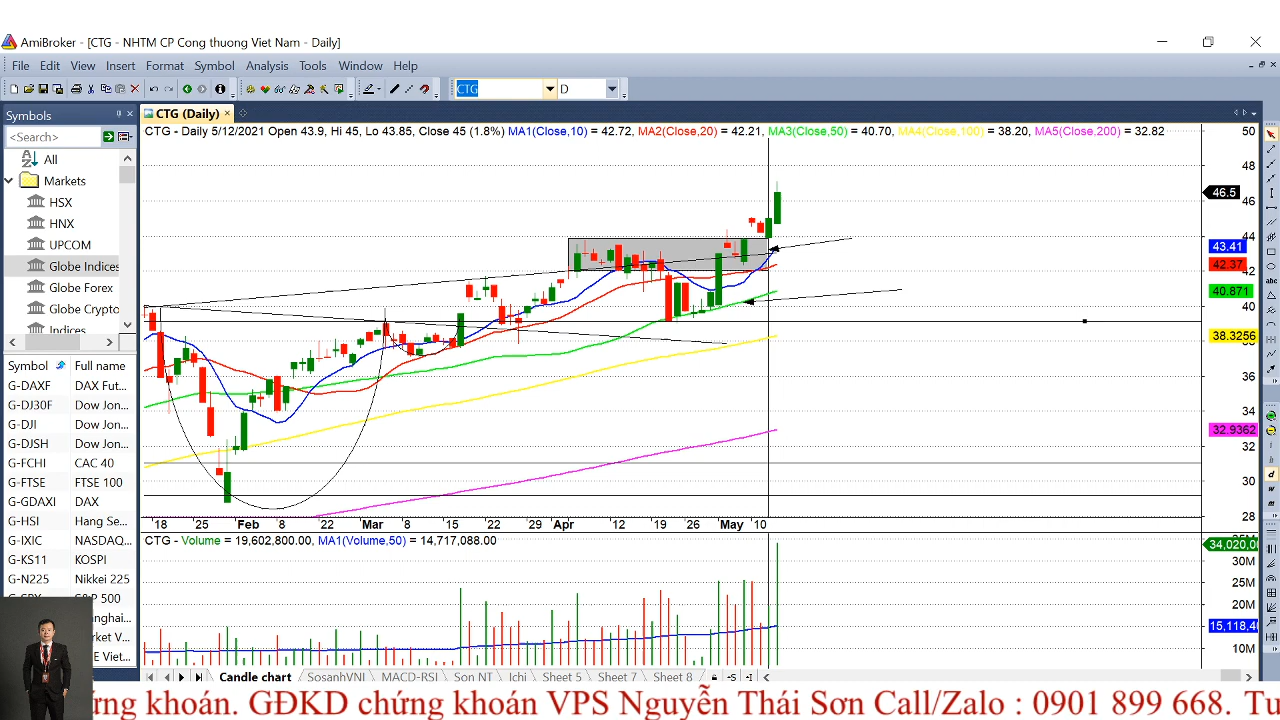 AmiBroker - [CTG - NHTM CP Cong thuong Viet Nam - Daily]
File Edit View Insert Format Symbol Analysis Tools Window Help
CTG D
Symbols
CTG (Daily)
<Search>
All
Markets
HSX
HNX
UPCOM
Globe Indices
Globe Forex
Globe Crypto
Indices
Symbol Full name
G-DAXF DAX Fut...
G-DJ30F Dow Jon...
G-DJI Dow Jon...
G-DJSH Dow Jon...
G-FCHI CAC 40
G-FTSE FTSE 100
G-GDAXI DAX
G-HSI Hang Se...
G-IXIC NASDAQ...
G-KS11 KOSPI
G-N225 Nikkei 225
S&P 500
CTG - Daily 5/12/2021 Open 43.9, Hi 45, Lo 43.85, Close 45 (1.8%) MA1(Close,10) = 42.72, MA2(Close,20) = 42.21, MA3(Close,50) = 40.70, MA4(Close,100) = 38.20, MA5(Close,200) = 32.82
50
48
46.5
46
44
43.41
42.37
42
40.871
40
38.3256
38
36
34
32.9362
32
30
28
18 25 Feb 8 22 Mar 8 15 22 29 Apr 12 19 26 May 10
CTG - Volume = 19,602,800.00, MA1(Volume,50) = 14,717,088.00
34,020,0
30M
25M
20M
15,118,4
10M
Candle chart SosanhVNI MACD-RSI Son NT Ichi Sheet 5 Sheet 7 Sheet 8
ứng khoán. GĐKD chứng khoán VPS Nguyễn Thái Sơn Call/Zalo : 0901 899 668. Tu